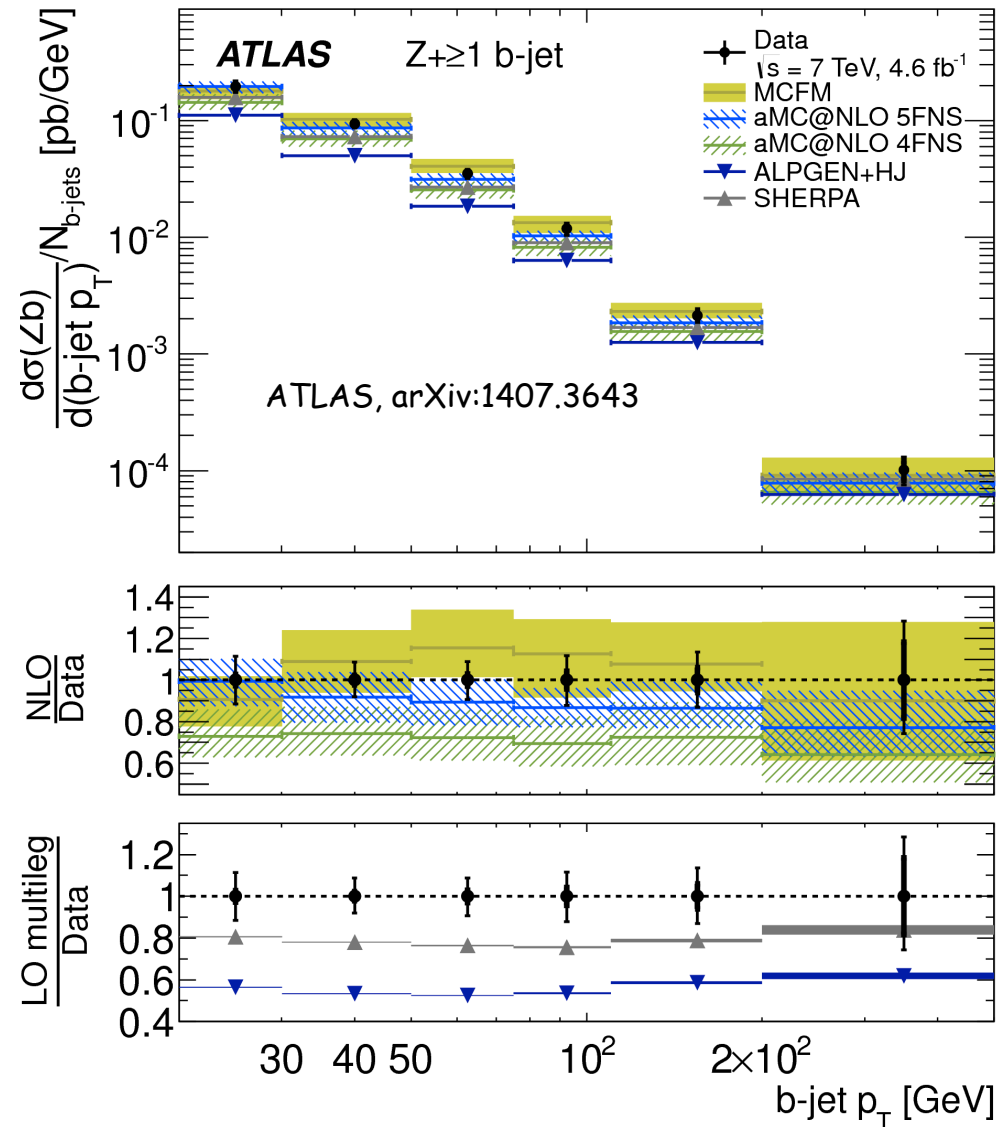 ATLAS Z+≥1 b-jet
Data
√s = 7 TeV, 4.6 fb⁻¹
MCFM
aMC@NLO 5FNS
aMC@NLO 4FNS
ALPGEN+HJ
SHERPA
dσ(Zb)
d(b-jet p_T) /N_b-jets [pb/GeV]
10⁻¹
10⁻²
10⁻³
10⁻⁴
ATLAS, arXiv:1407.3643
NLO
Data
1.4
1.2
1
0.8
0.6
LO multileg
Data
1.2
1
0.8
0.6
0.4
30 40 50 10² 2×10²
b-jet p_T [GeV]